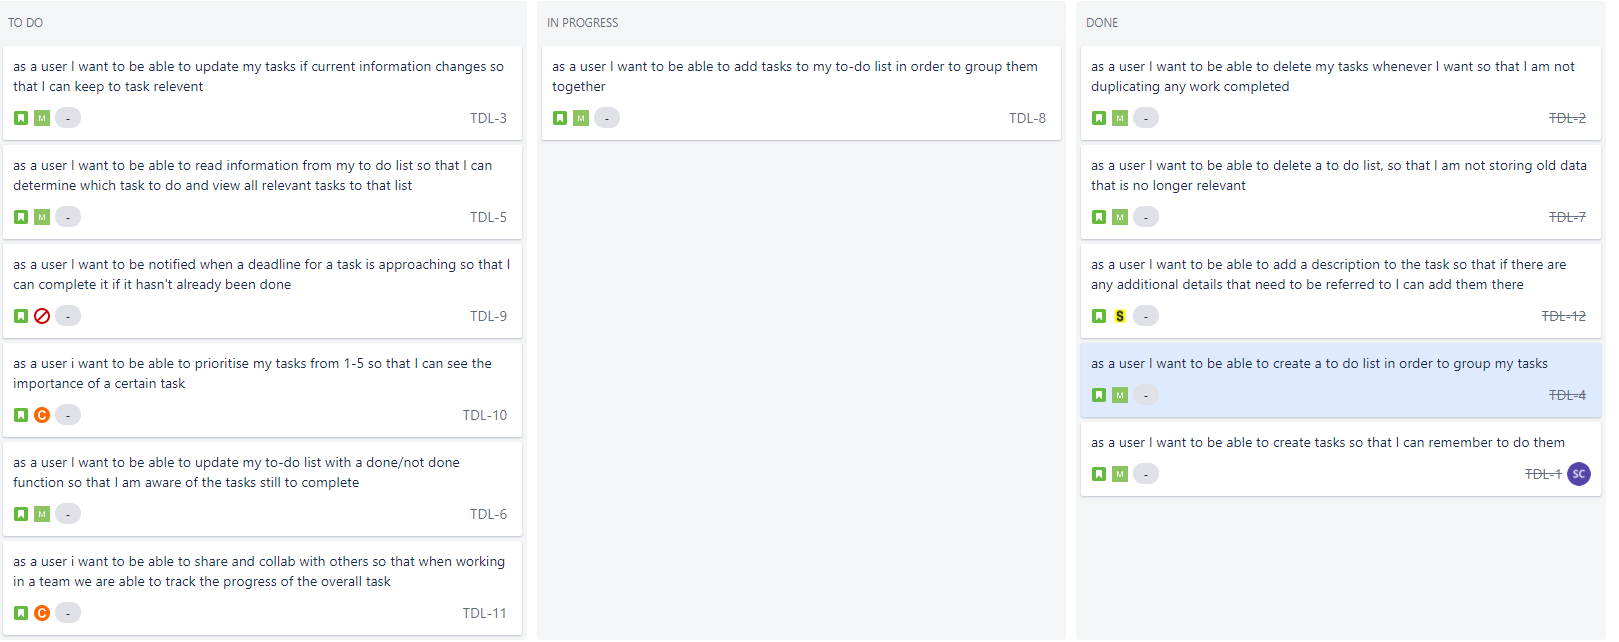 TO DO
as a user I want to be able to update my tasks if current information changes so
that I can keep to task relevent
M
-
TDL-3
as a user I want to be able to read information from my to do list so that I can
determine which task to do and view all relevant tasks to that list
M
-
TDL-5
as a user I want to be notified when a deadline for a task is approaching so that I
can complete it if it hasn't already been done
-
TDL-9
as a user i want to be able to prioritise my tasks from 1-5 so that I can see the
importance of a certain task
C
-
TDL-10
as a user I want to be able to update my to-do list with a done/not done
function so that I am aware of the tasks still to complete
M
-
TDL-6
as a user i want to be able to share and collab with others so that when working
in a team we are able to track the progress of the overall task
C
-
TDL-11
IN PROGRESS
as a user I want to be able to add tasks to my to-do list in order to group them
together
M
-
TDL-8
DONE
as a user I want to be able to delete my tasks whenever I want so that I am not
duplicating any work completed
M
-
TDL-2
as a user I want to be able to delete a to do list, so that I am not storing old data
that is no longer relevant
M
-
TDL-7
as a user I want to be able to add a description to the task so that if there are
any additional details that need to be referred to I can add them there
S
-
TDL-12
as a user I want to be able to create a to do list in order to group my tasks
M
-
TDL-4
as a user I want to be able to create tasks so that I can remember to do them
M
-
TDL-1
SC